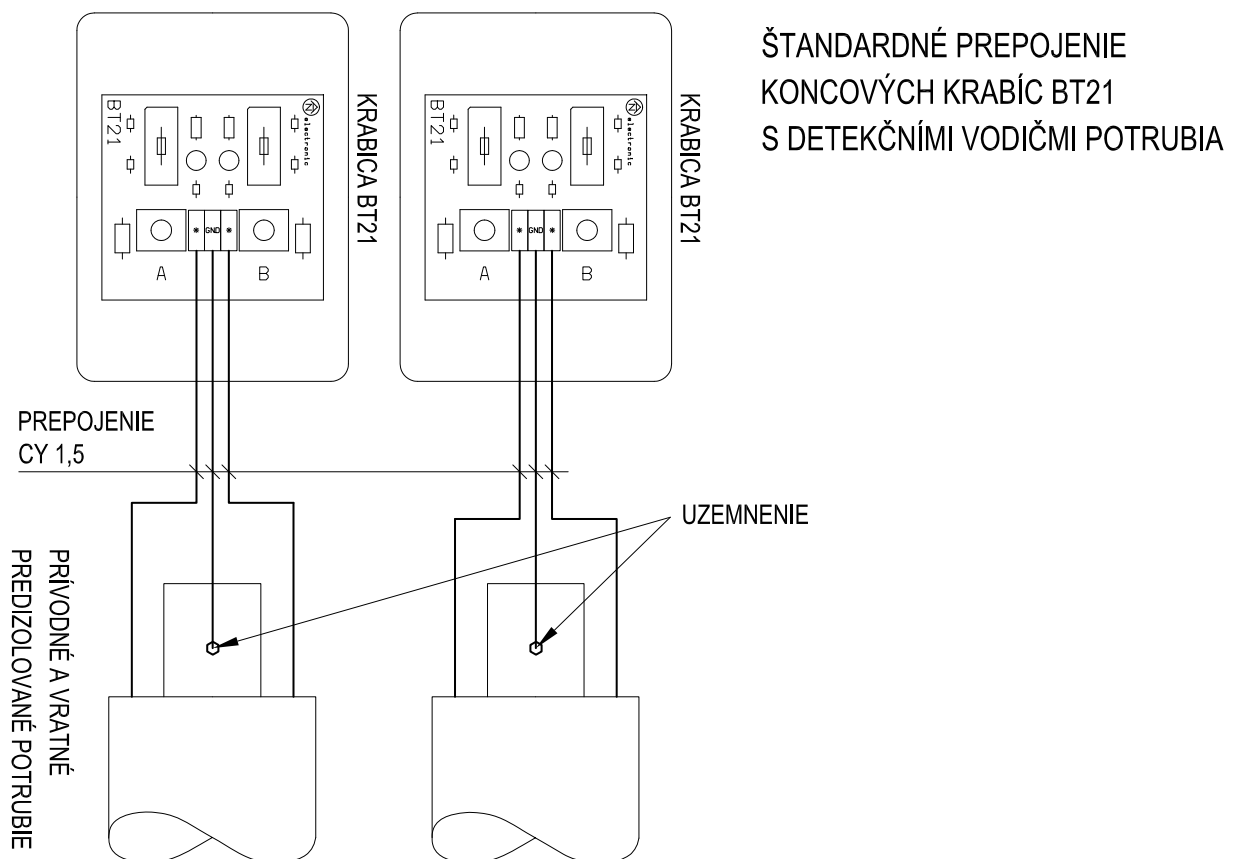 ŠTANDARDNÉ PREPOJENIE
KONCOVÝCH KRABÍC BT21
S DETEKČNÍMI VODIČMI POTRUBIA
BT21
electronic
* GND *
A B
KRABICA BT21
BT21
electronic
* GND *
A B
KRABICA BT21
PREPOJENIE
CY 1,5
UZEMNENIE
PRÍVODNÉ A VRATNÉ
PREDIZOLOVANÉ POTRUBIE